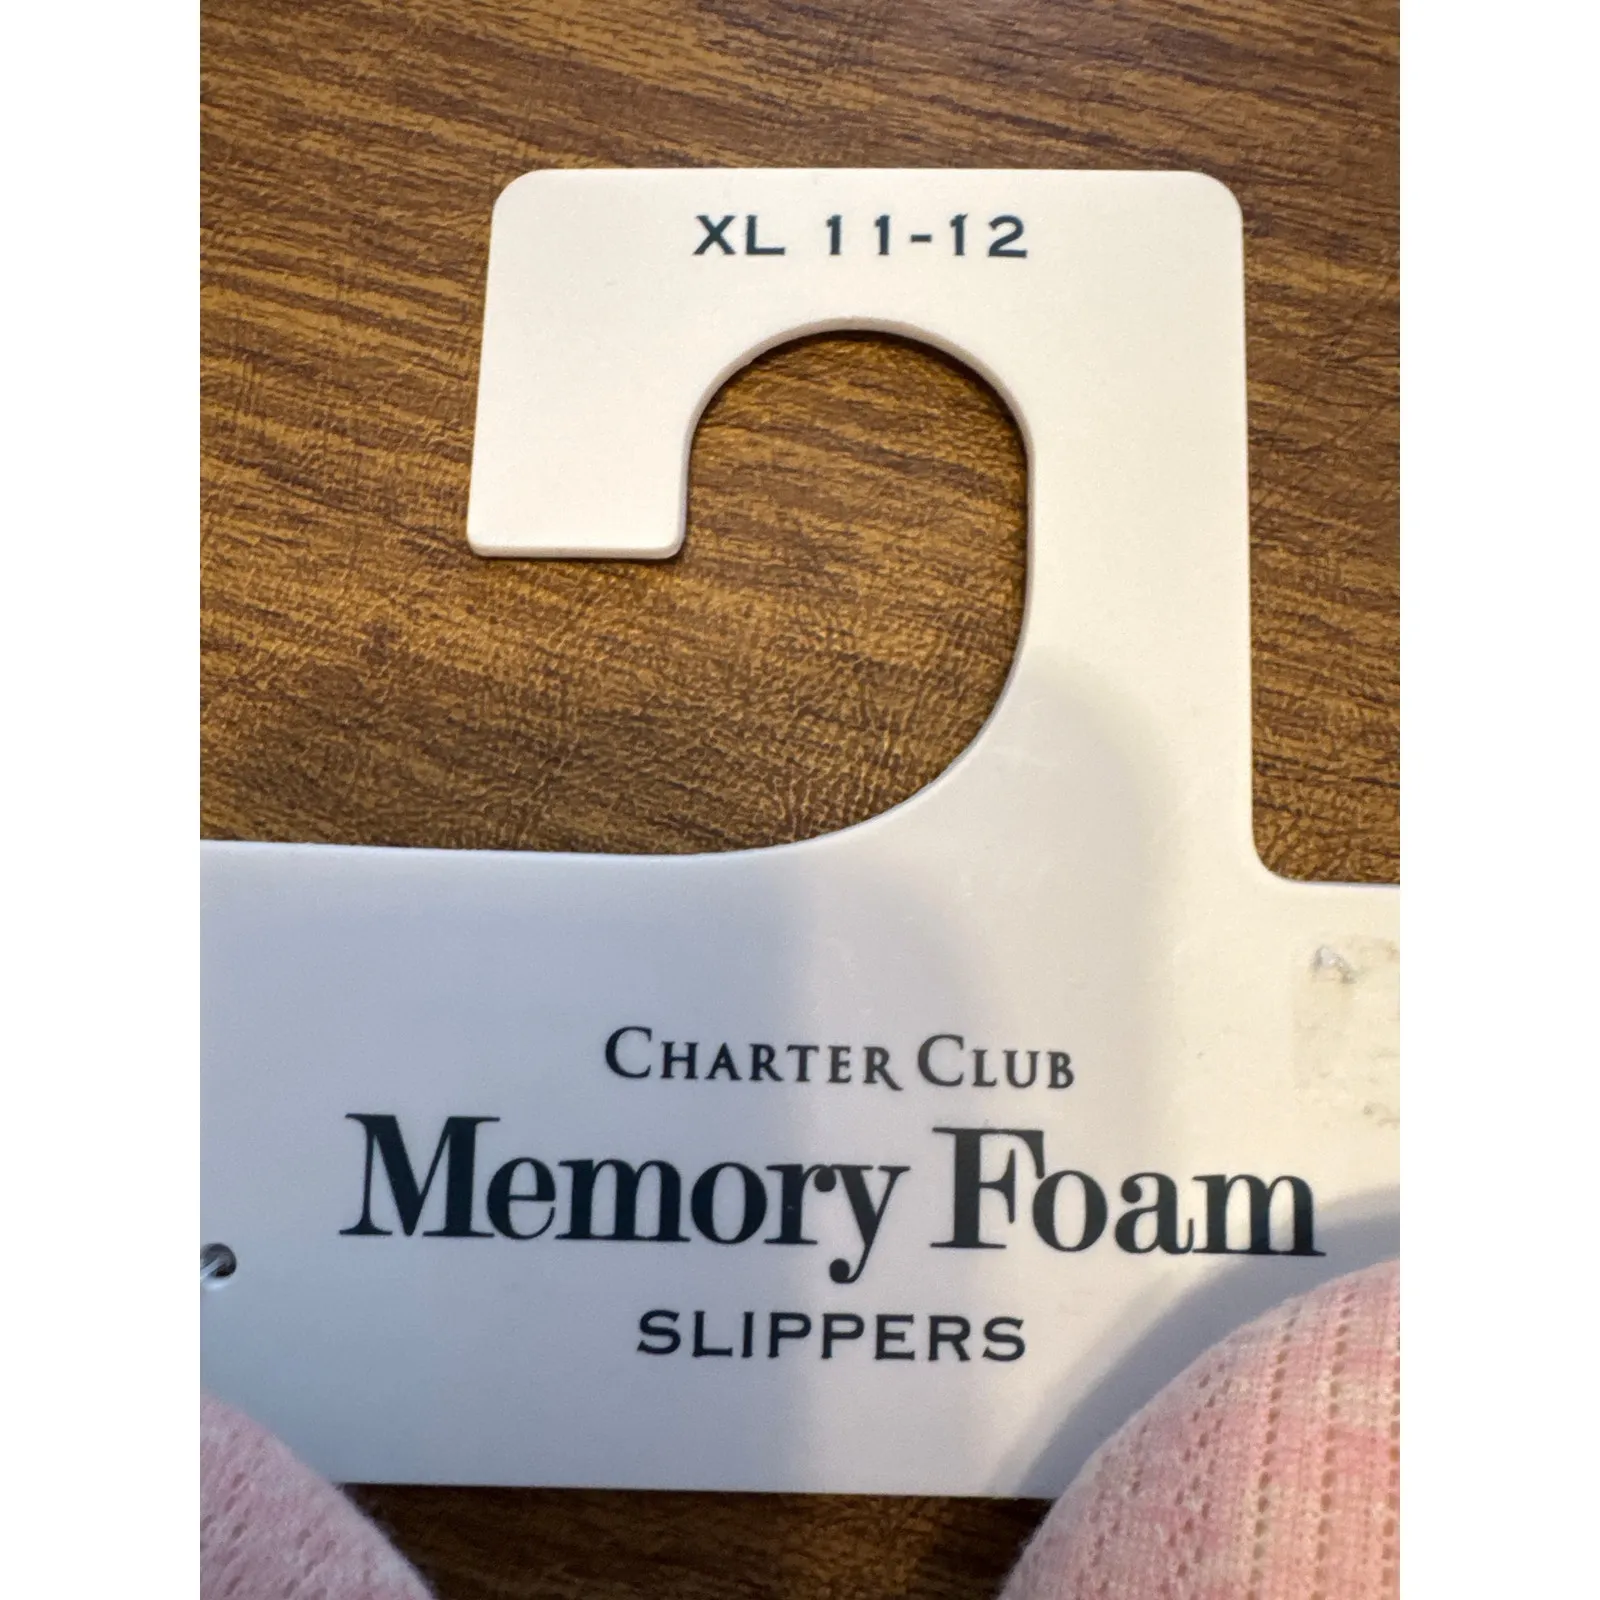 XL 11-12
CHARTER CLUB
Memory Foam
SLIPPERS